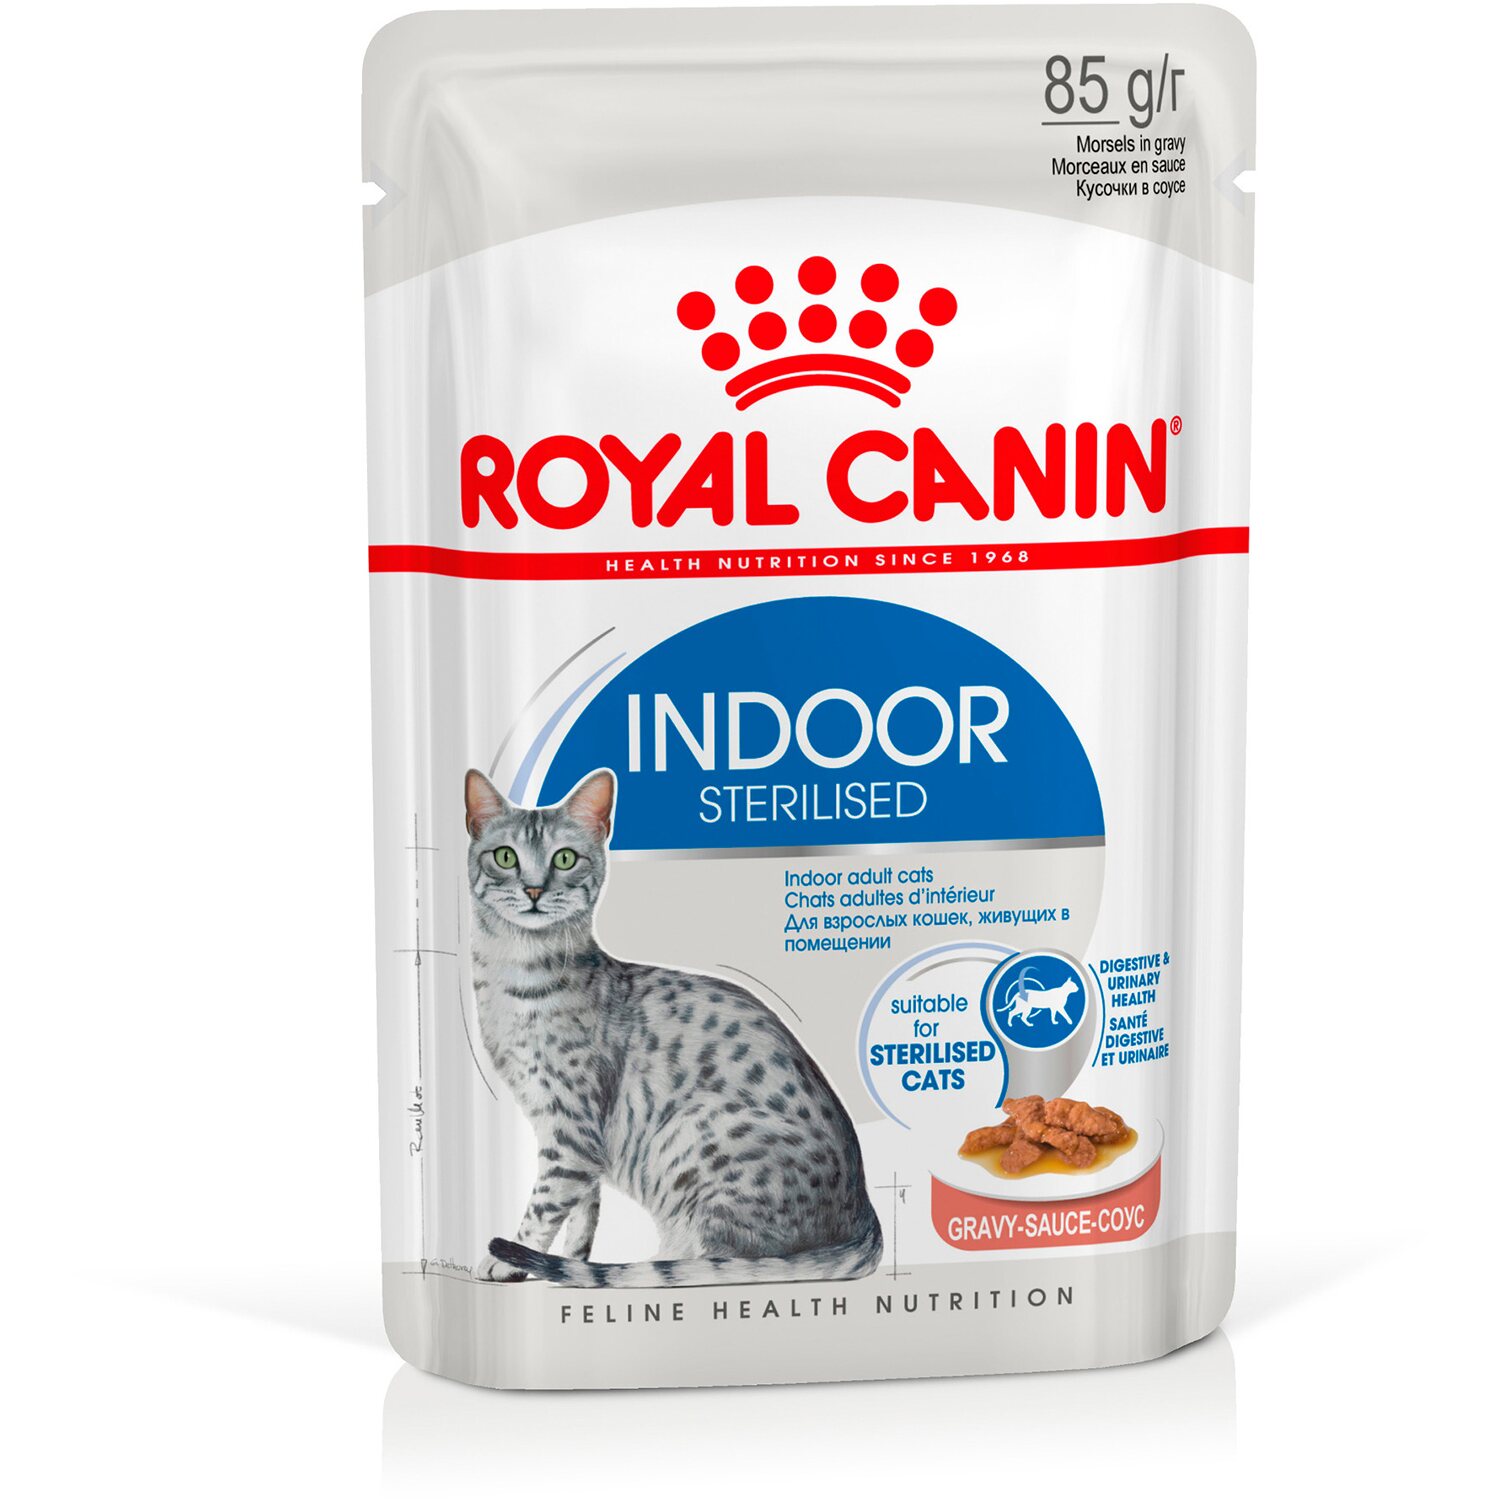 85 g/г
Morsels in gravy
Morceaux en sauce
Кусочки в соусе
ROYAL CANIN®
HEALTH NUTRITION SINCE 1968
INDOOR
STERILISED
Indoor adult cats
Chats adultes d'intérieur
Для взрослых кошек, живущих в
помещении
suitable
for
STERILISED
CATS
DIGESTIVE &
URINARY
HEALTH
SANTÉ
DIGESTIVE
ET URINAIRE
GRAVY-SAUCE-СОУС
FELINE HEALTH NUTRITION